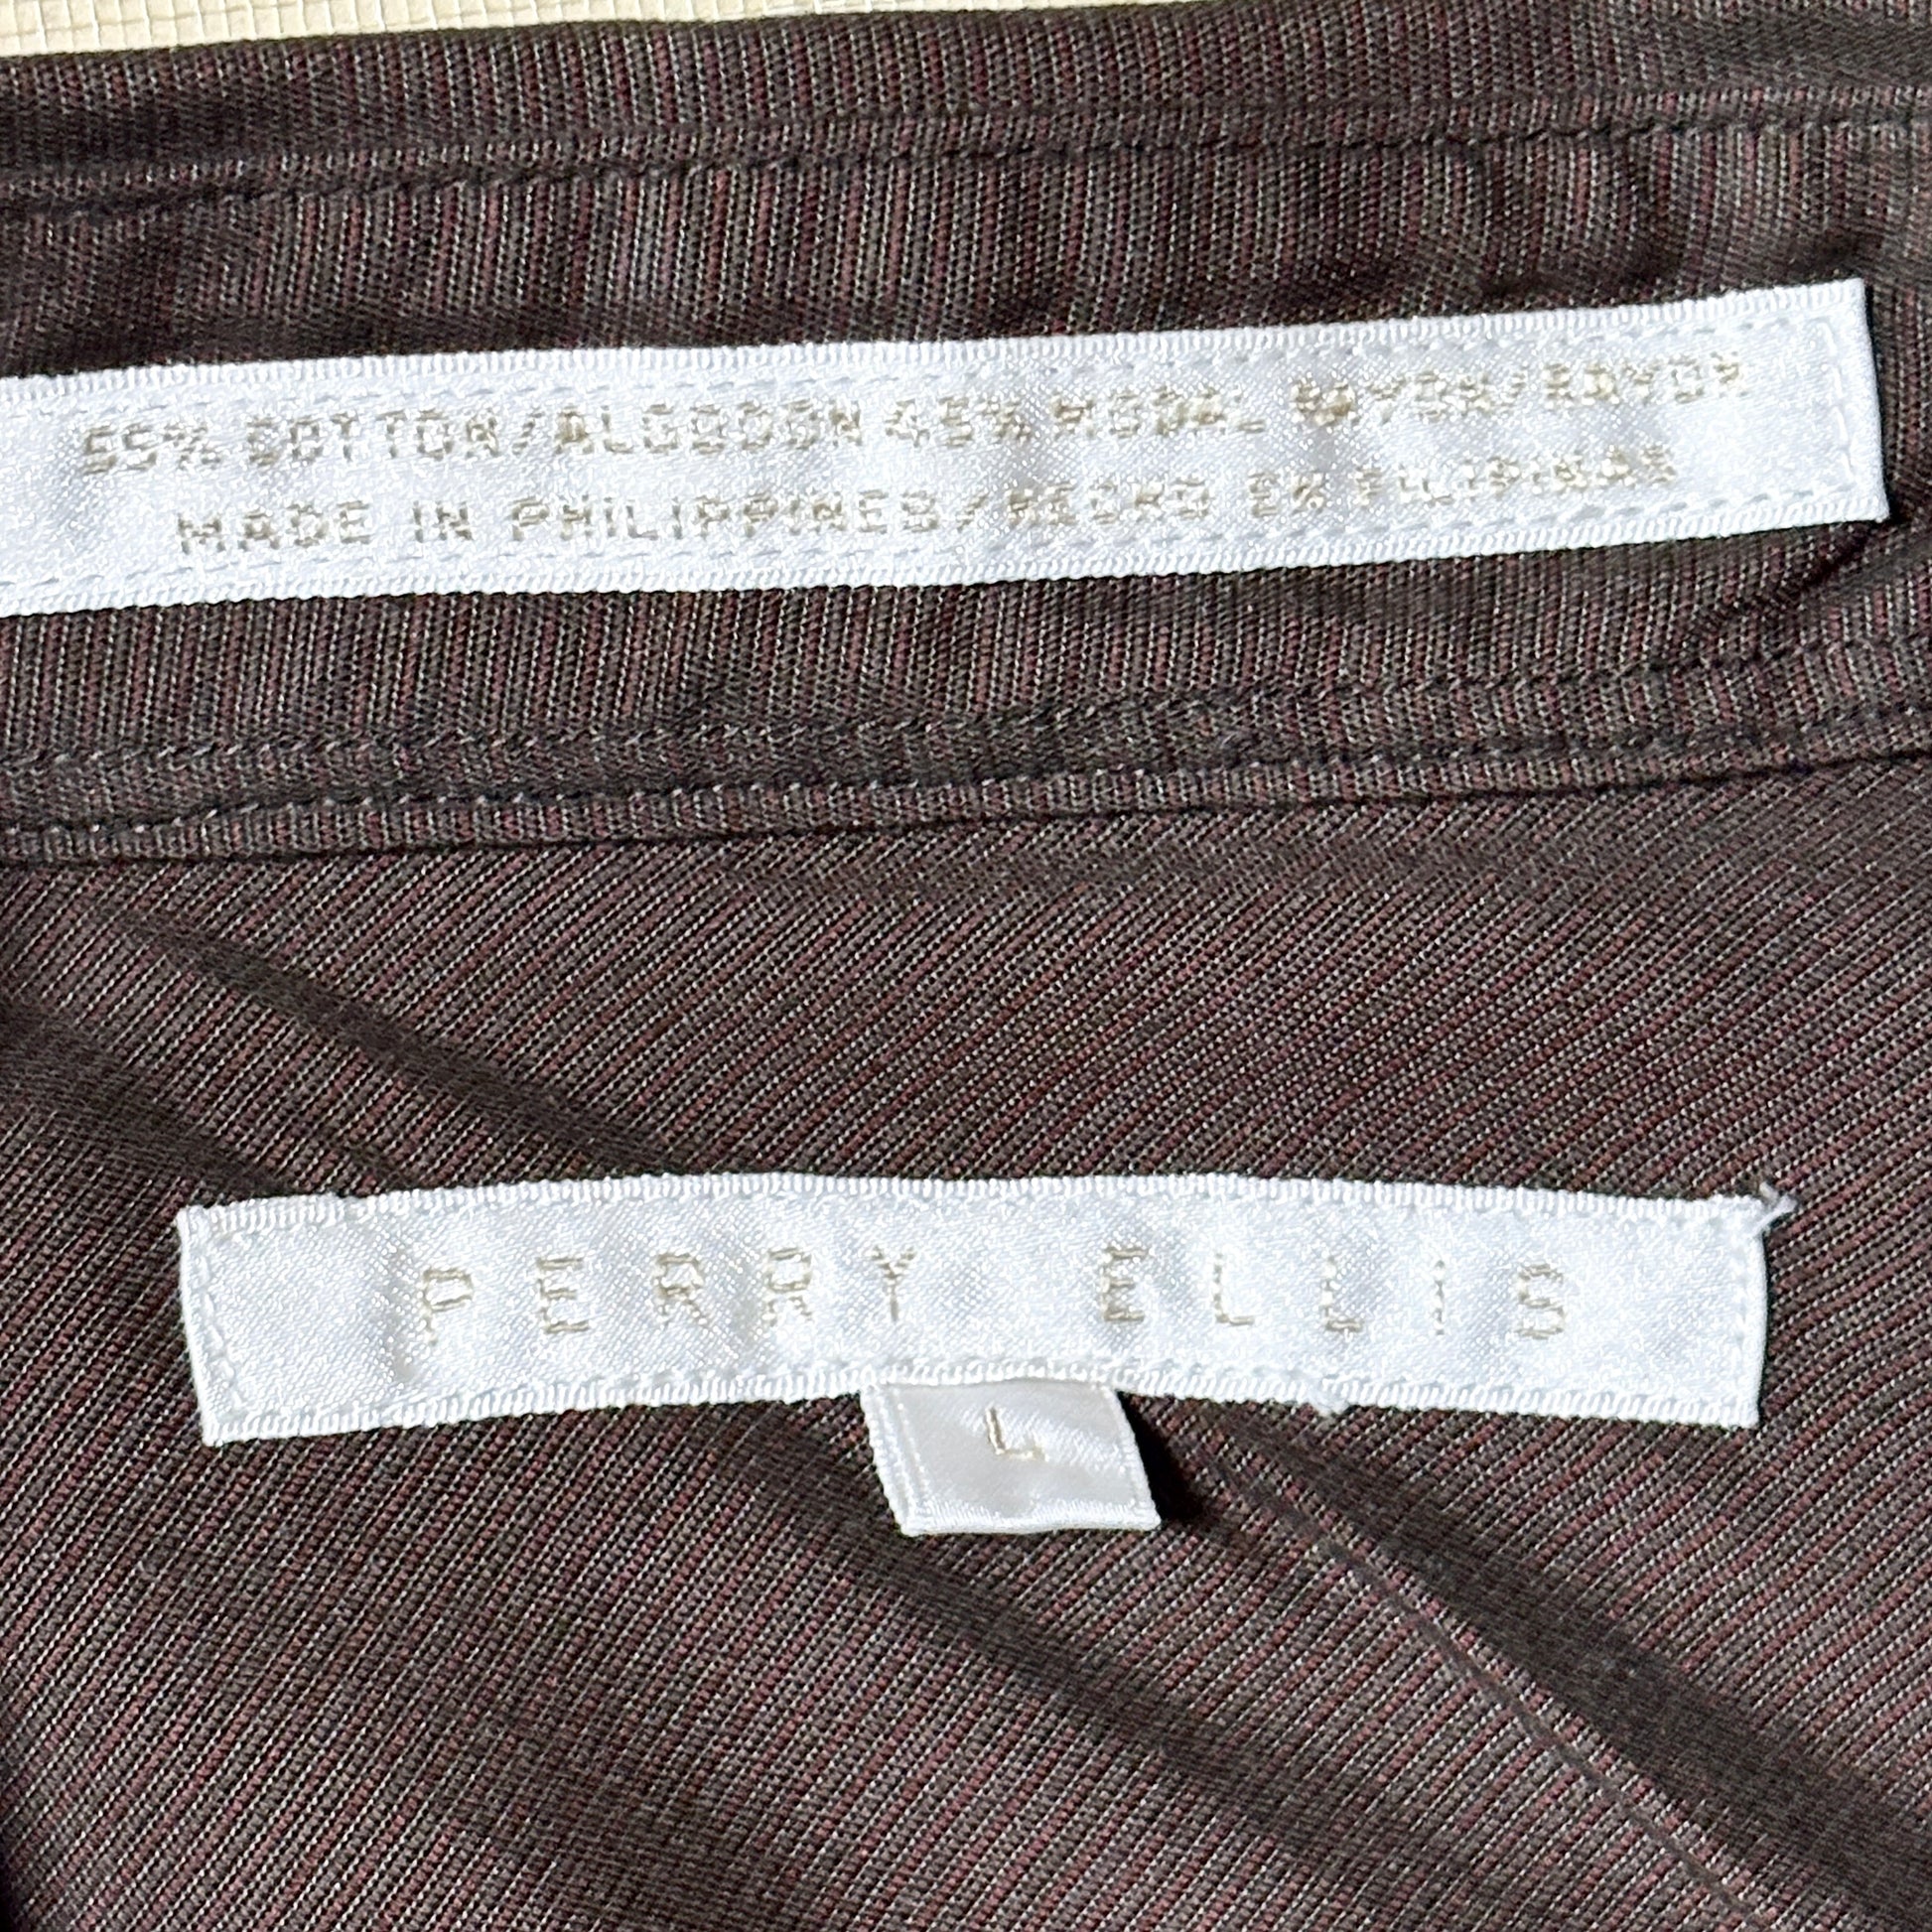 55% COTTON/ALGODON 45% MODAL RAYON/RAYON
MADE IN PHILIPPINES/HECHO EN FILIPINAS
PERRY ELLIS
L